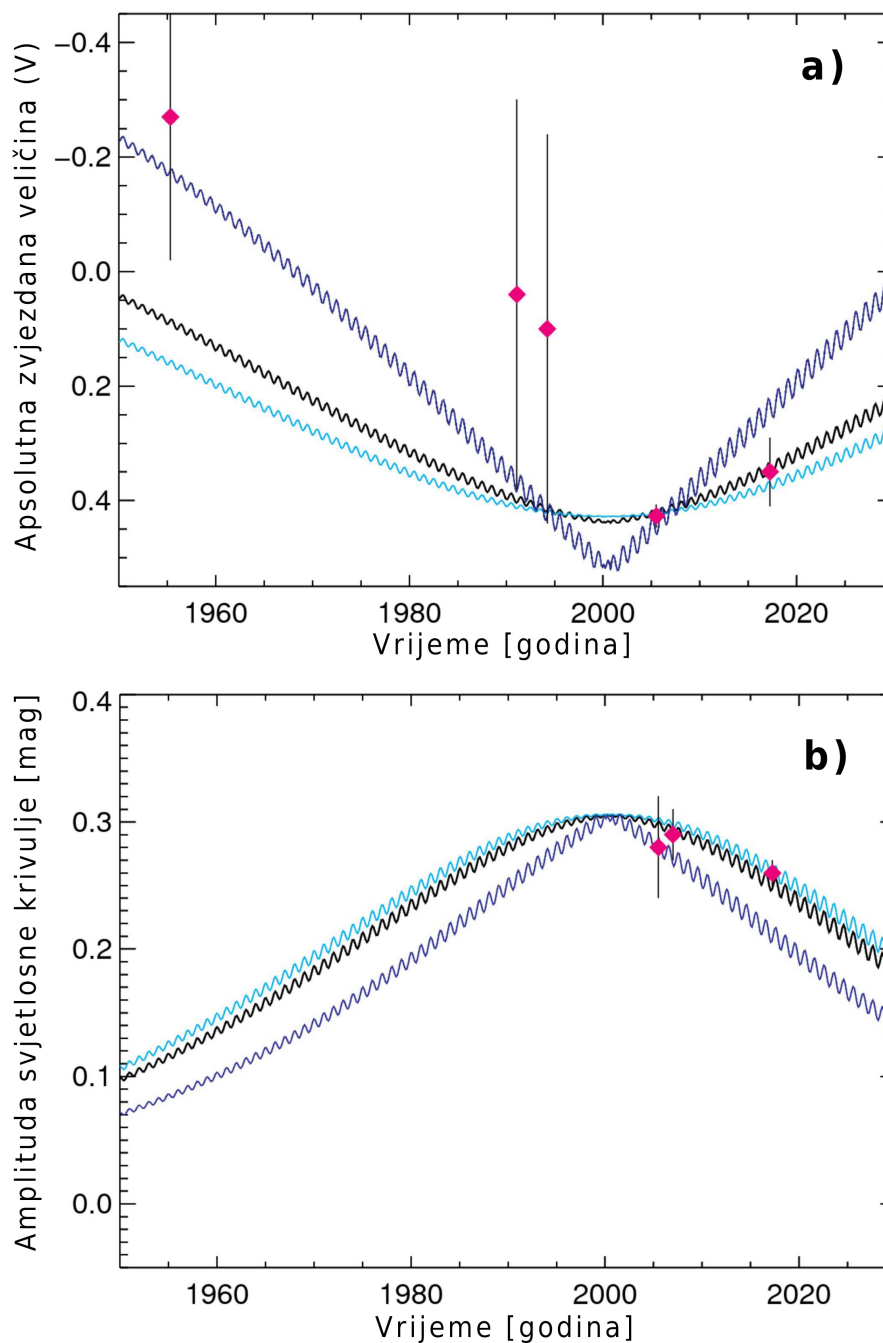 a)
Apsolutna zvjezdana veličina (V)
−0.4
−0.2
0.0
0.2
0.4
1960 1980 2000 2020
Vrijeme [godina]
b)
Amplituda svjetlosne krivulje [mag]
0.4
0.3
0.2
0.1
0.0
1960 1980 2000 2020
Vrijeme [godina]